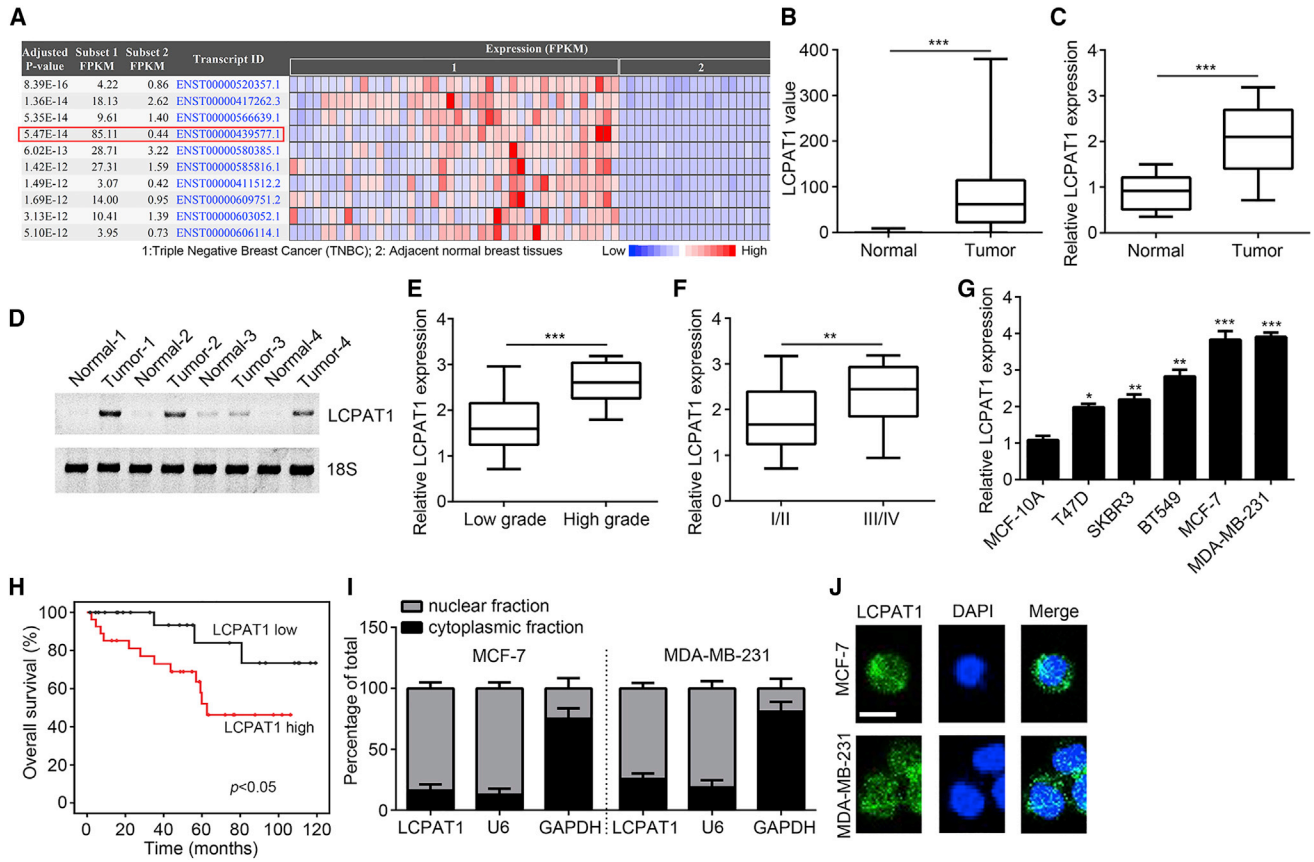 A
Adjusted P-value Subset 1 FPKM Subset 2 FPKM Transcript ID Expression (FPKM)
1 2
8.39E-16 4.22 0.86 ENST00000520357.1
1.36E-14 18.13 2.62 ENST00000417262.3
5.35E-14 9.61 1.40 ENST00000566639.1
5.47E-14 85.11 0.44 ENST00000439577.1
6.02E-13 28.71 3.22 ENST00000580385.1
1.42E-12 27.31 1.59 ENST00000585816.1
1.49E-12 3.07 0.42 ENST00000411512.2
1.69E-12 14.00 0.95 ENST00000609751.2
3.13E-12 10.41 1.39 ENST00000603052.1
5.10E-12 3.95 0.73 ENST00000606114.1
1:Triple Negative Breast Cancer (TNBC); 2: Adjacent normal breast tissues Low High
B
LCPAT1 value
400
300
200
100
0
***
Normal Tumor
C
Relative LCPAT1 expression
4
3
2
1
0
***
Normal Tumor
D
Normal-1 Tumor-1 Normal-2 Tumor-2 Normal-3 Tumor-3 Normal-4 Tumor-4
LCPAT1
18S
E
Relative LCPAT1 expression
4
3
2
1
0
***
Low grade High grade
F
Relative LCPAT1 expression
4
3
2
1
0
**
I/II III/IV
G
Relative LCPAT1 expression
4
3
2
1
0
* ** ** *** ***
MCF-10A T47D SKBR3 BT549 MCF-7 MDA-MB-231
H
Overall survival (%)
100
80
60
40
20
0
LCPAT1 low
LCPAT1 high
p<0.05
0 20 40 60 80 100 120
Time (months)
I
nuclear fraction
cytoplasmic fraction
Percentage of total
150
100
50
0
MCF-7 MDA-MB-231
LCPAT1 U6 GAPDH LCPAT1 U6 GAPDH
J
LCPAT1 DAPI Merge
MCF-7
MDA-MB-231